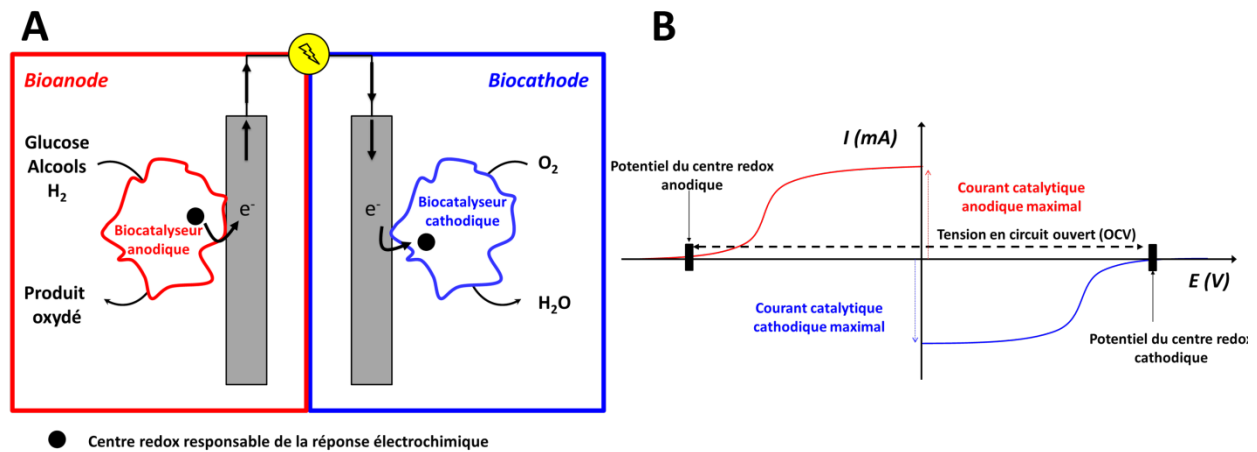 A
Bioanode
Biocathode
Glucose
Alcools
H2
O2
e-
e-
Biocatalyseur
anodique
Biocatalyseur
cathodique
Produit
oxydé
H2O
Centre redox responsable de la réponse électrochimique
B
I (mA)
Potentiel du centre redox
anodique
Courant catalytique
anodique maximal
Tension en circuit ouvert (OCV)
E (V)
Courant catalytique
cathodique maximal
Potentiel du centre redox
cathodique